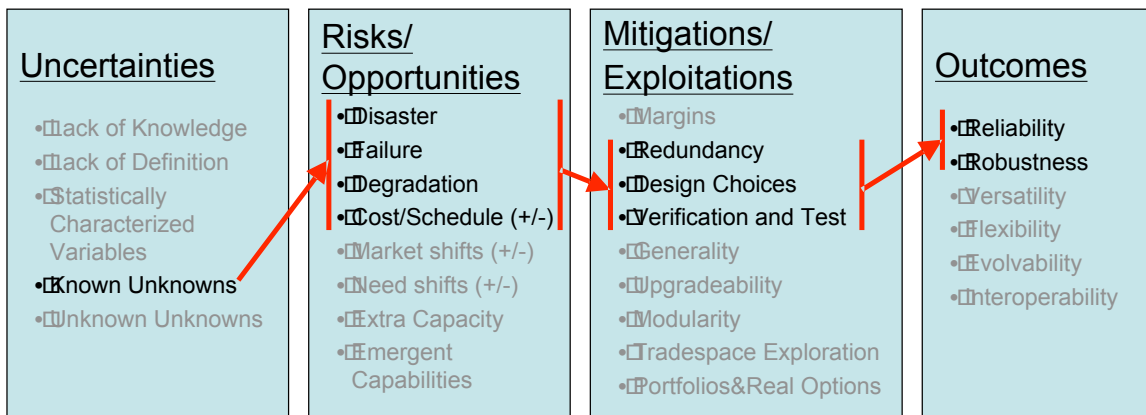 Uncertainties
• Lack of Knowledge
• Lack of Definition
• Statistically
Characterized
Variables
• Known Unknowns
• Unknown Unknowns
Risks/
Opportunities
• Disaster
• Failure
• Degradation
• Cost/Schedule (+/-)
• Market shifts (+/-)
• Need shifts (+/-)
• Extra Capacity
• Emergent
Capabilities
Mitigations/
Exploitations
• Margins
• Redundancy
• Design Choices
• Verification and Test
• Generality
• Upgradeability
• Modularity
• Tradespace Exploration
• Portfolios&Real Options
Outcomes
• Reliability
• Robustness
• Versatility
• Flexibility
• Evolvability
• Interoperability